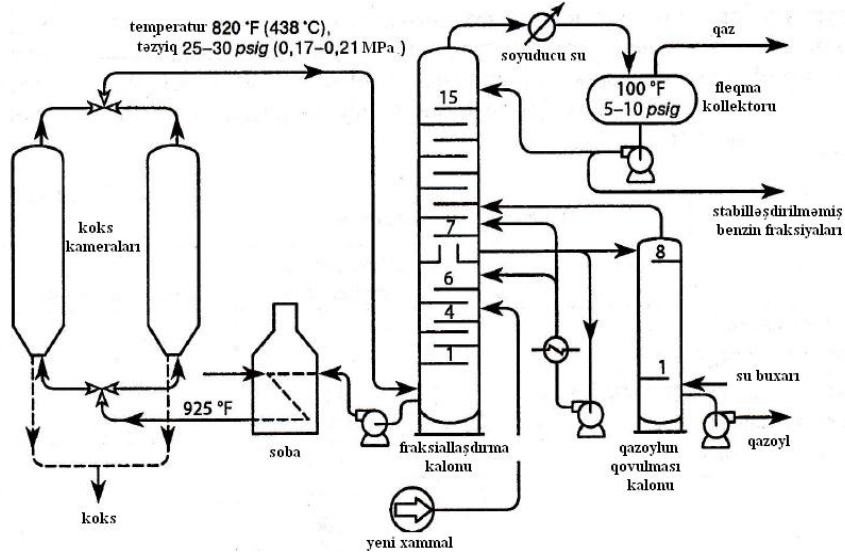 temperatur 820 °F (438 °C),
təzyiq 25–30 psig (0,17–0,21 MPa )
soyuducu su
qaz
100 °F
5–10 psig
fleqma
kollektoru
15
koks
kameraları
7
6
4
1
stabilləşdirilməmiş
benzin fraksiyaları
8
1
su buxarı
925 °F
soba
fraksiallaşdırma
kalonu
qazoylun
qovulması
kalonu
qazoyl
koks
yeni xammal